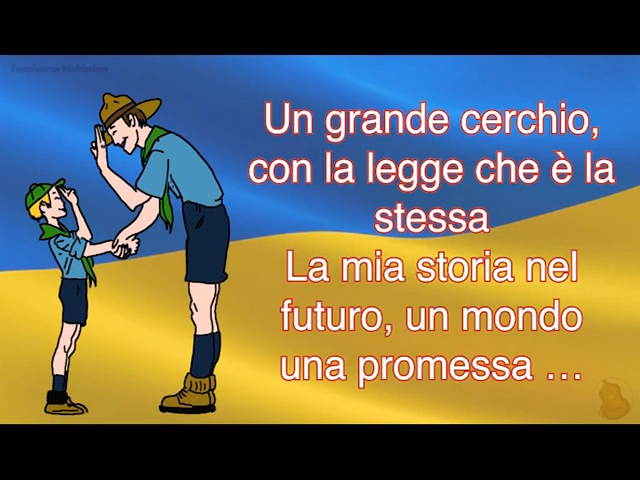 Un grande cerchio,
con la legge che è la
stessa
La mia storia nel
futuro, un mondo
una promessa ...